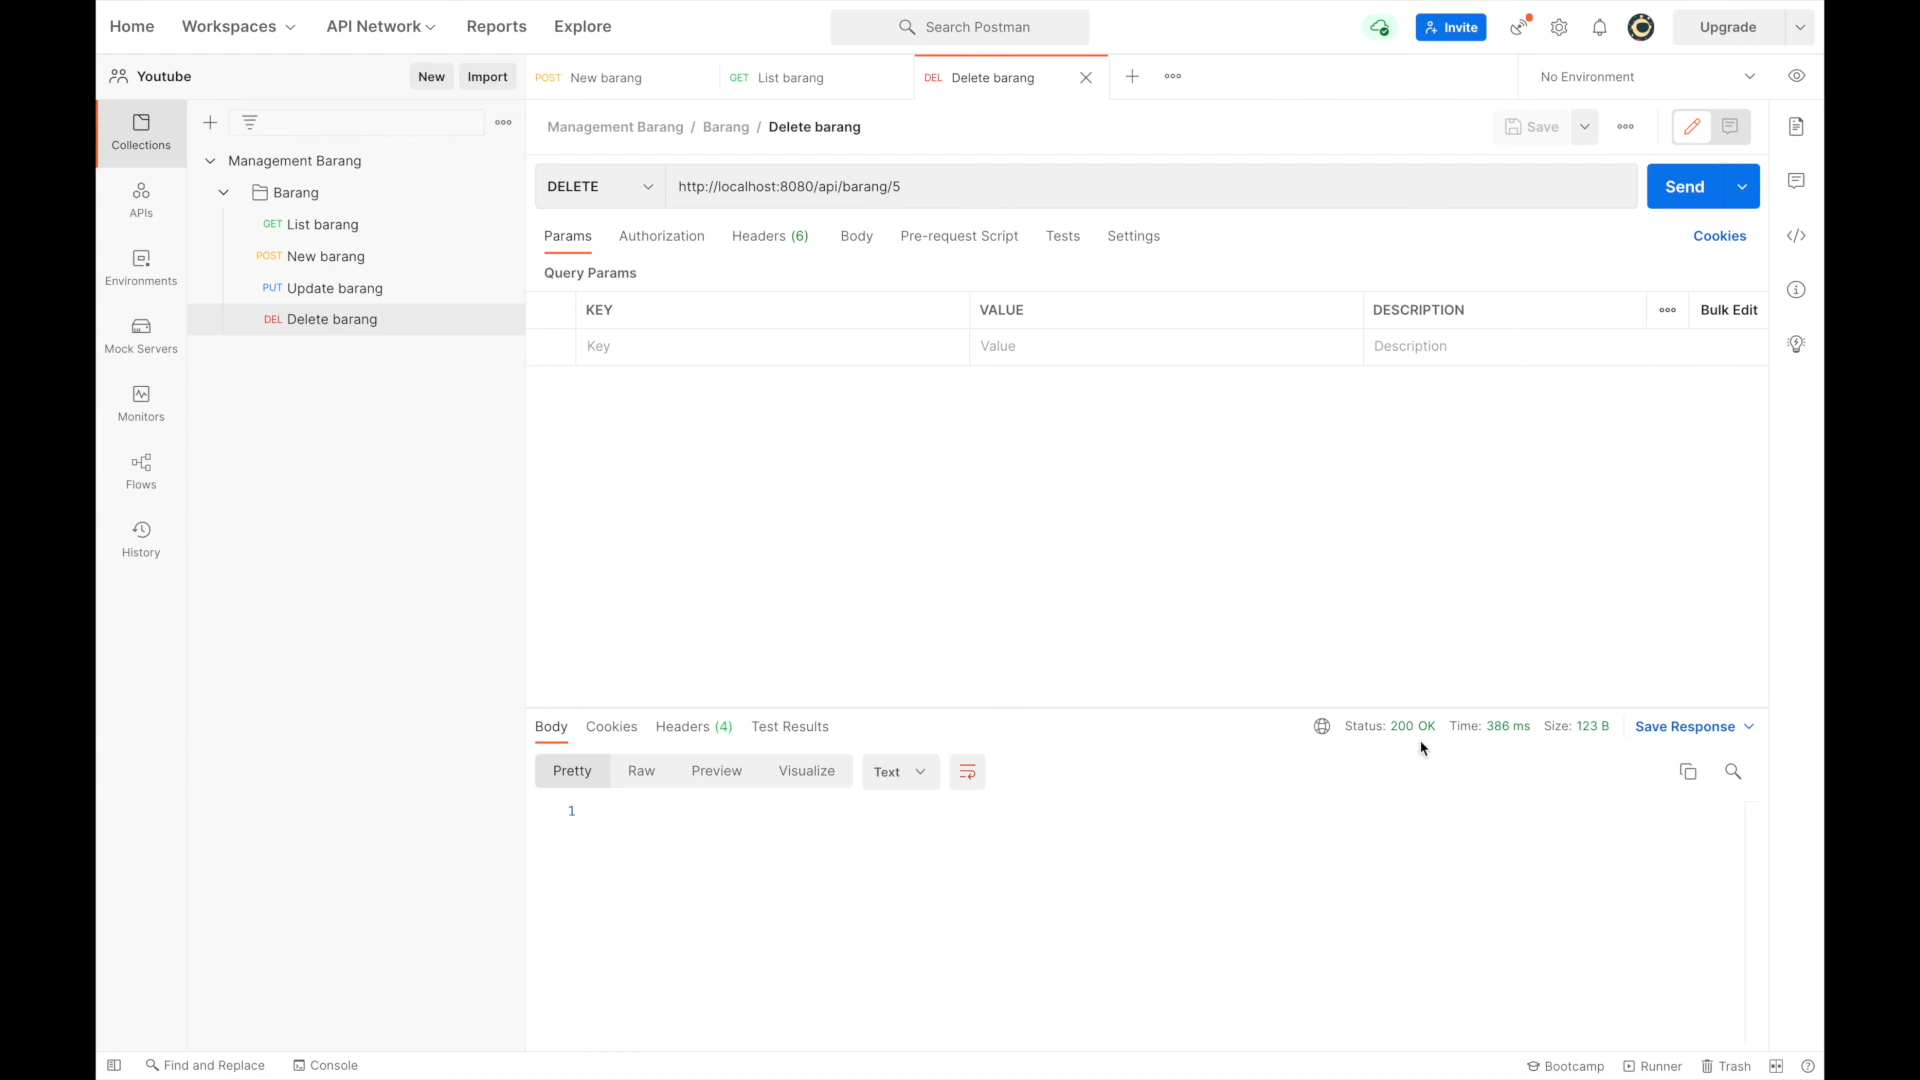 Home Workspaces API Network Reports Explore Search Postman Invite Upgrade
Youtube New Import POST New barang GET List barang DEL Delete barang No Environment
Collections
APIs
Environments
Mock Servers
Monitors
Flows
History
Management Barang
Barang
GET List barang
POST New barang
PUT Update barang
DEL Delete barang
Management Barang / Barang / Delete barang Save
DELETE http://localhost:8080/api/barang/5 Send
Params Authorization Headers (6) Body Pre-request Script Tests Settings Cookies
Query Params
KEY VALUE DESCRIPTION Bulk Edit
Key Value Description
Body Cookies Headers (4) Test Results Status: 200 OK Time: 386 ms Size: 123 B Save Response
Pretty Raw Preview Visualize Text
1
Find and Replace Console Bootcamp Runner Trash